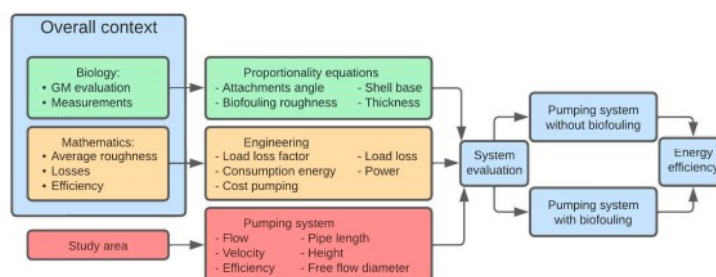 Overall context
Biology:
• GM evaluation
• Measurements
Mathematics:
• Average roughness
• Losses
• Efficiency
Study area
Proportionality equations
- Attachments angle - Shell base
- Biofouling roughness - Thickness
Engineering
- Load loss factor - Load loss
- Consumption energy - Power
- Cost pumping
Pumping system
- Flow - Pipe length
- Velocity - Height
- Efficiency - Free flow diameter
System
evaluation
Pumping system
without biofouling
Pumping system
with biofouling
Energy
efficiency